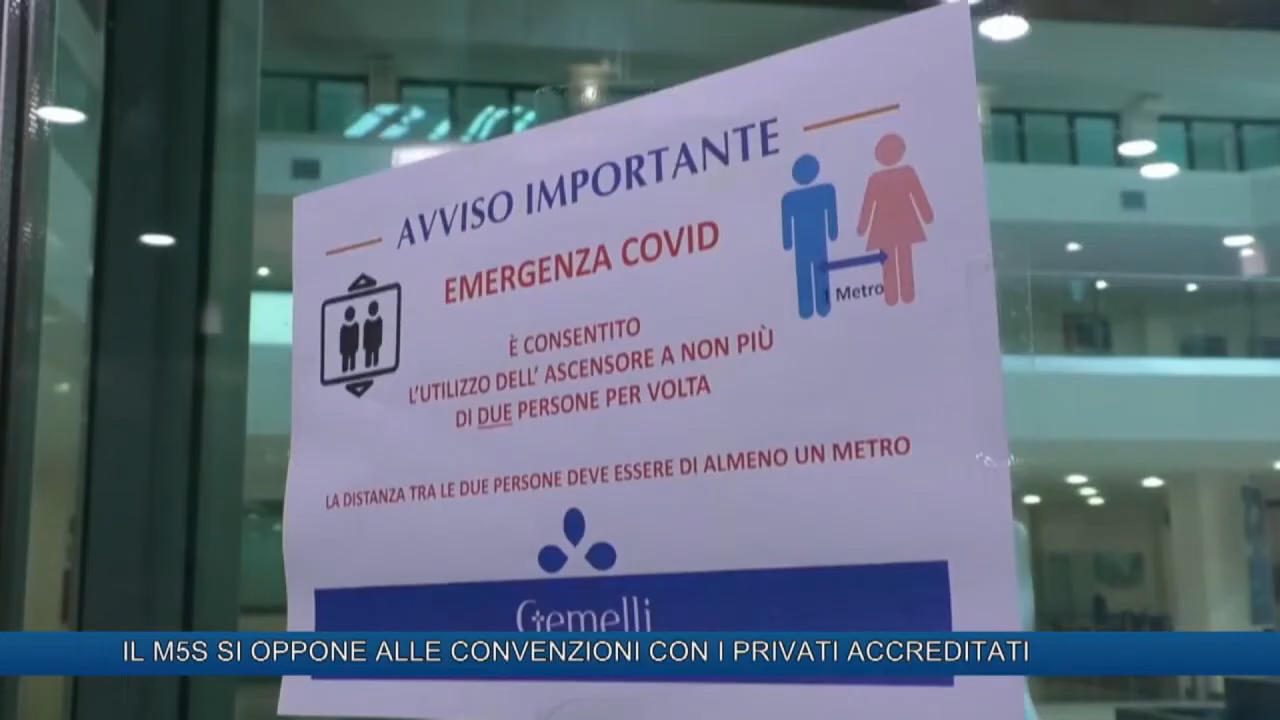 AVVISO IMPORTANTE
EMERGENZA COVID
1 Metro
È CONSENTITO
L'UTILIZZO DELL' ASCENSORE A NON PIÙ
DI DUE PERSONE PER VOLTA
LA DISTANZA TRA LE DUE PERSONE DEVE ESSERE DI ALMENO UN METRO
Gemelli
IL M5S SI OPPONE ALLE CONVENZIONI CON I PRIVATI ACCREDITATI